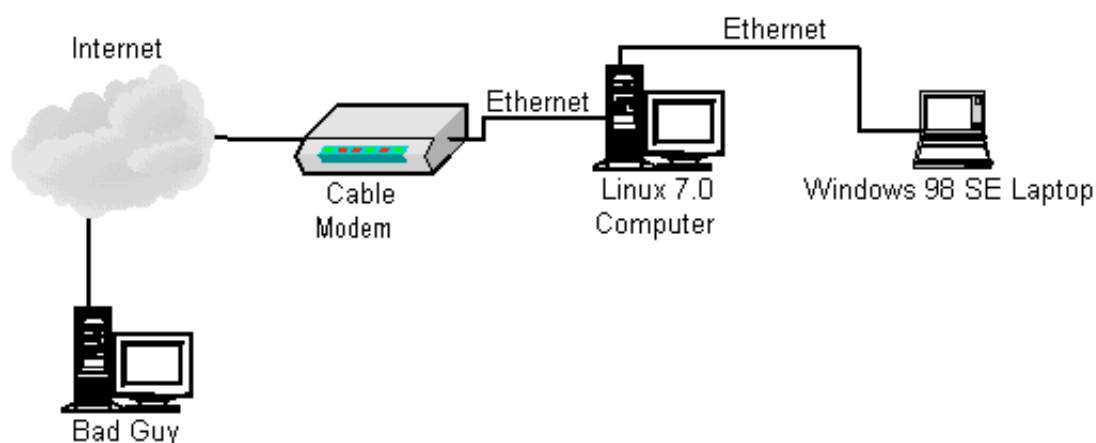 Internet
Ethernet
Ethernet
Cable
Modem
Linux 7.0
Computer
Windows 98 SE Laptop
Bad Guy